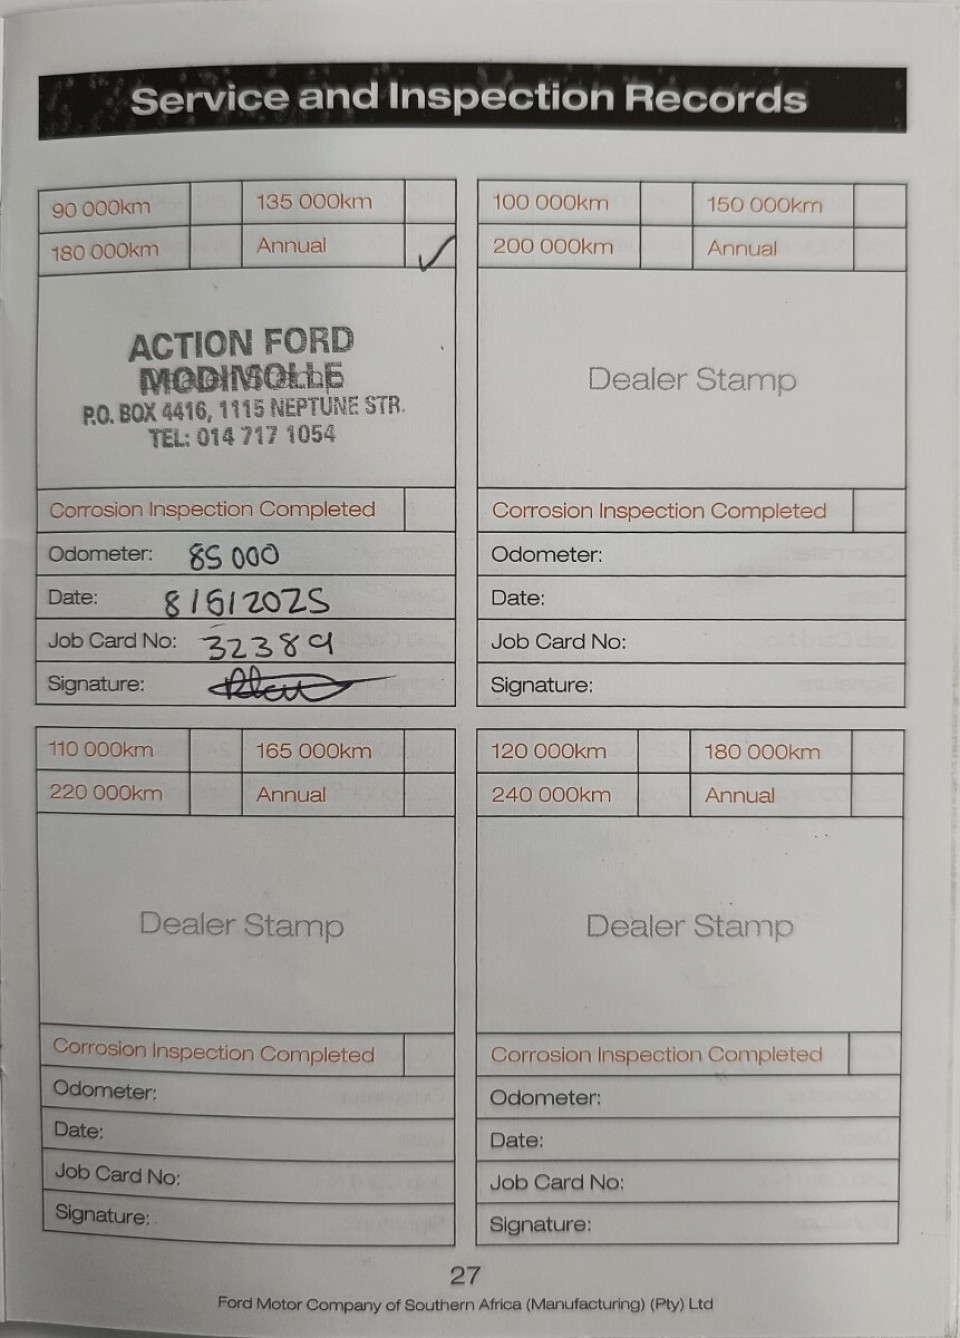 Service and Inspection Records
90 000km 135 000km
180 000km Annual ✓
ACTION FORD
MODIMOLLE
P.O. BOX 4416, 1115 NEPTUNE STR.
TEL: 014 717 1054
Corrosion Inspection Completed
Odometer: 85 000
Date: 8/5/2025
Job Card No: 32389
Signature:
100 000km 150 000km
200 000km Annual
Dealer Stamp
Corrosion Inspection Completed
Odometer:
Date:
Job Card No:
Signature:
110 000km 165 000km
220 000km Annual
Dealer Stamp
Corrosion Inspection Completed
Odometer:
Date:
Job Card No:
Signature:
120 000km 180 000km
240 000km Annual
Dealer Stamp
Corrosion Inspection Completed
Odometer:
Date:
Job Card No:
Signature:
27
Ford Motor Company of Southern Africa (Manufacturing) (Pty) Ltd